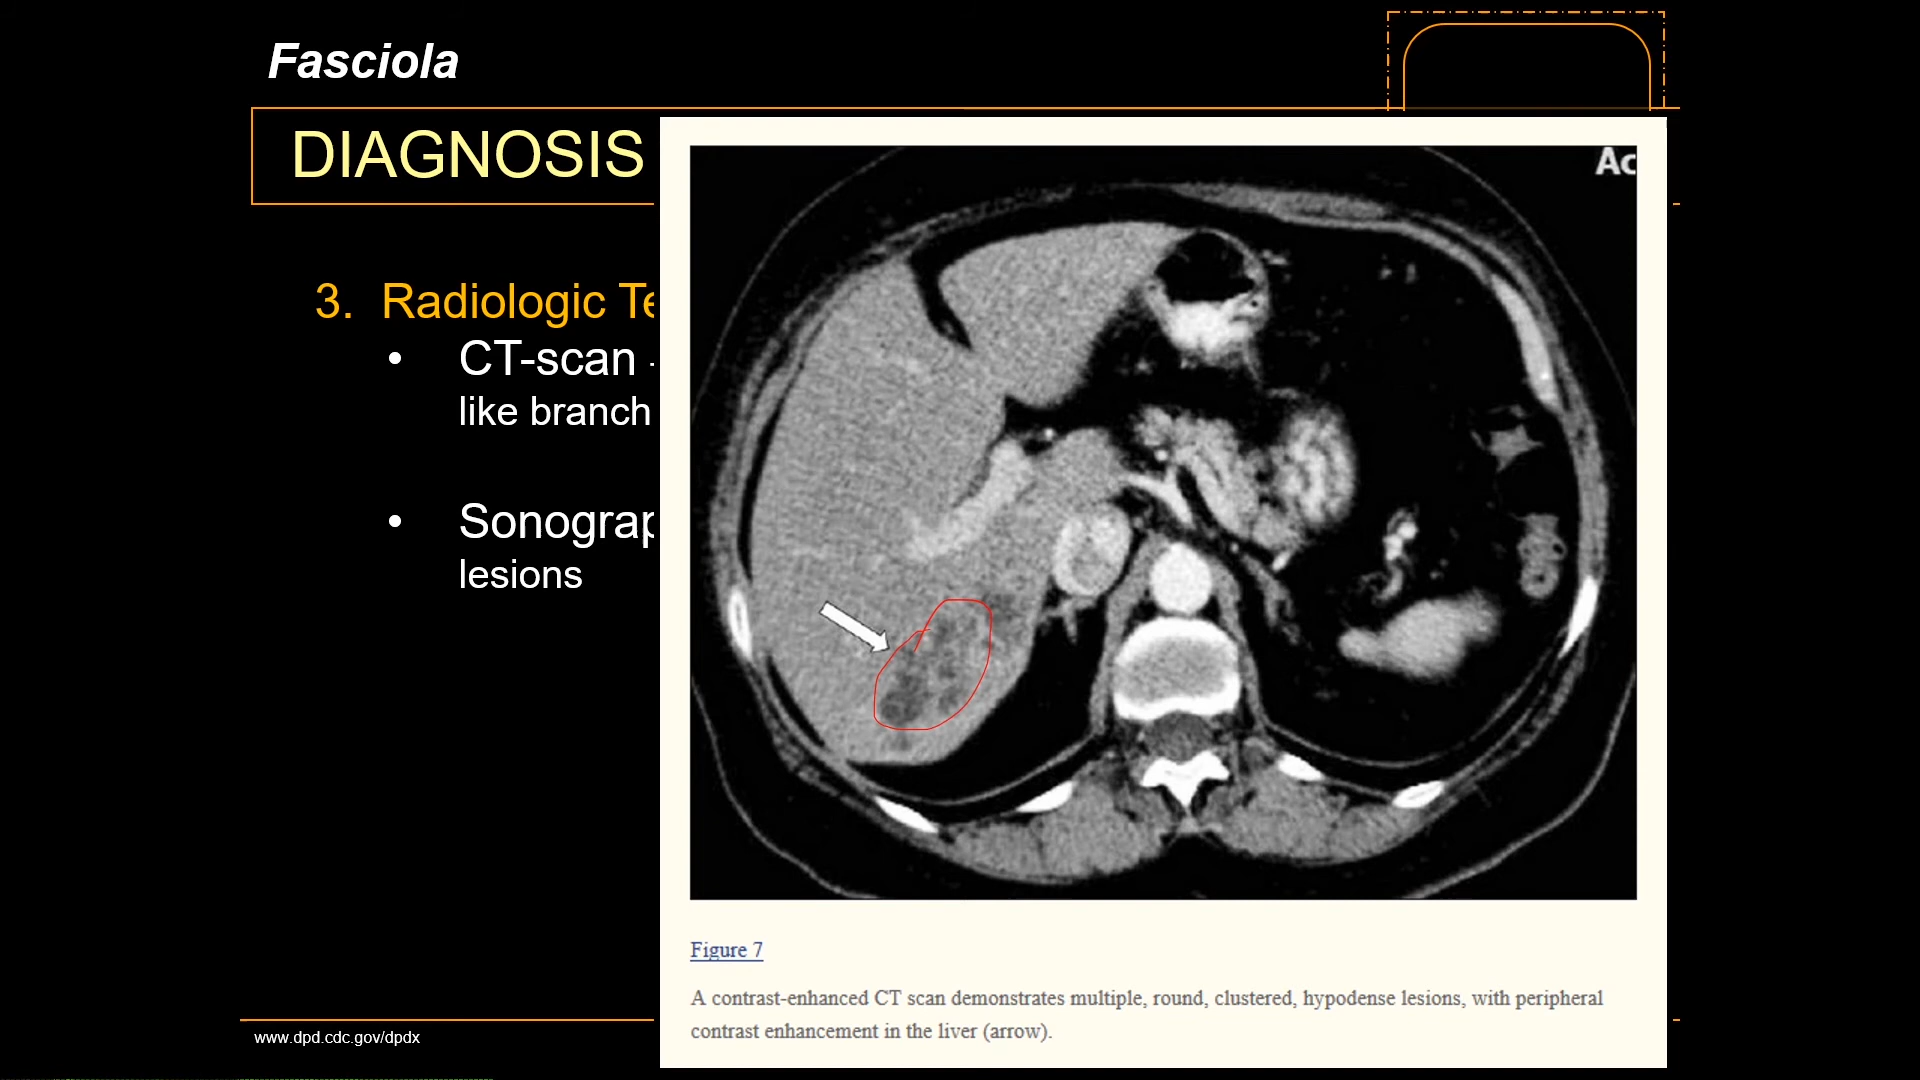 Fasciola
DIAGNOSIS
3. Radiologic Te
• CT-scan -
like branch
• Sonograp
lesions
Ac
Figure 7
A contrast-enhanced CT scan demonstrates multiple, round, clustered, hypodense lesions, with peripheral
contrast enhancement in the liver (arrow).
www.dpd.cdc.gov/dpdx